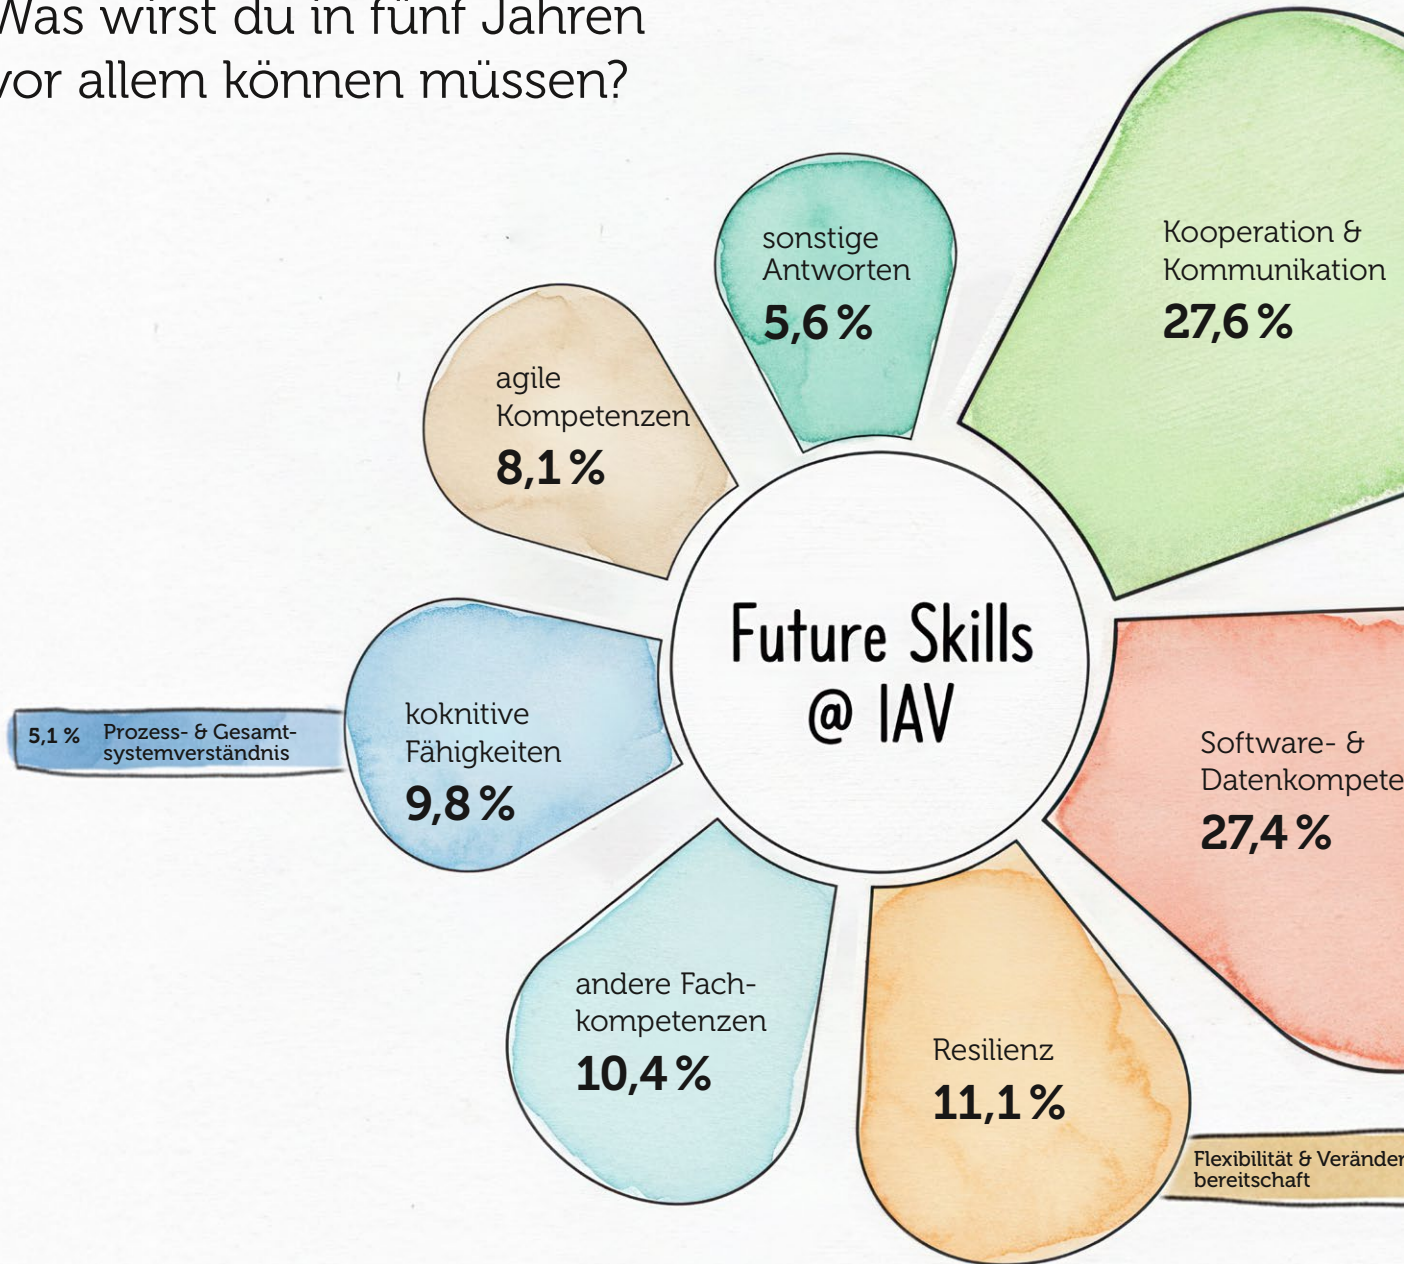 Was wirst du in fünf Jahren
vor allem können müssen?
sonstige
Antworten
5,6 %
Kooperation &
Kommunikation
27,6 %
agile
Kompetenzen
8,1 %
Future Skills
@ IAV
koknitive
Fähigkeiten
9,8 %
5,1 % Prozess- & Gesamt-
systemverständnis
Software- &
Datenkompete
27,4 %
andere Fach-
kompetenzen
10,4 %
Resilienz
11,1 %
Flexibilität & Veränder
bereitschaft